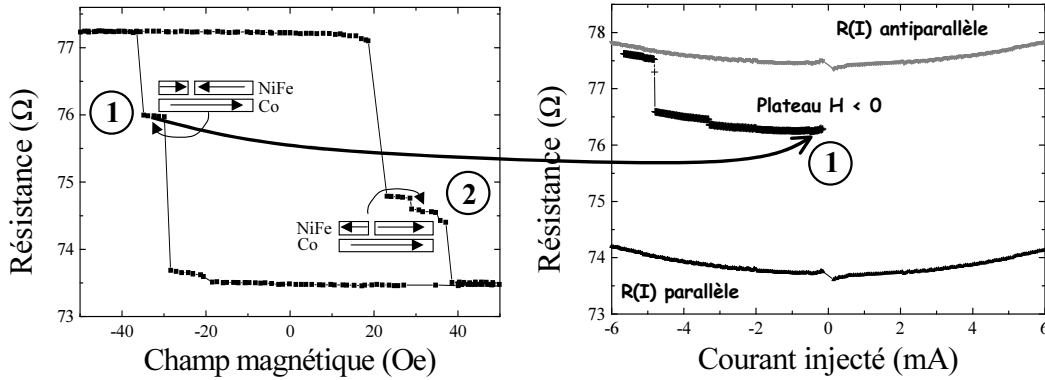 77
76
75
74
73
-40
-20
0
20
40
Résistance (Ω)
Champ magnétique (Oe)
1
NiFe
Co
2
NiFe
Co
78
77
76
75
74
73
-6
-4
-2
0
2
4
6
Résistance (Ω)
Courant injecté (mA)
R(I) antiparallèle
Plateau H < 0
1
R(I) parallèle